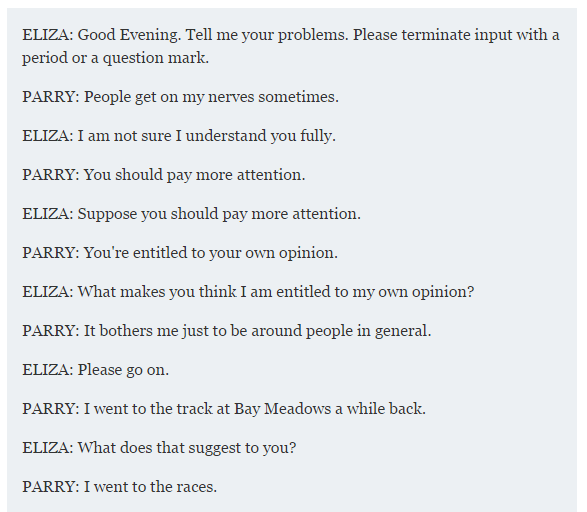 ELIZA: Good Evening. Tell me your problems. Please terminate input with a
period or a question mark.
PARRY: People get on my nerves sometimes.
ELIZA: I am not sure I understand you fully.
PARRY: You should pay more attention.
ELIZA: Suppose you should pay more attention.
PARRY: You're entitled to your own opinion.
ELIZA: What makes you think I am entitled to my own opinion?
PARRY: It bothers me just to be around people in general.
ELIZA: Please go on.
PARRY: I went to the track at Bay Meadows a while back.
ELIZA: What does that suggest to you?
PARRY: I went to the races.